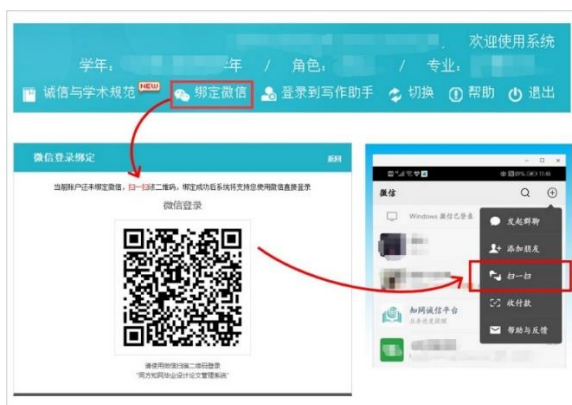 欢迎使用系统
学年: 年 / 角色: / 专业:
诚信与学术规范 NEW 绑定微信 登录到写作助手 切换 帮助 退出
微信登录绑定 返回
当前账户还未绑定微信，扫一扫该二维码，绑定成功后系统将支持您使用微信直接登录
微信登录
请使用微信扫描二维码登录
“同方知网毕业设计论文管理系统”
微信
Windows 微信已登录
发起群聊
添加朋友
扫一扫
知网诚信平台
收付款
帮助与反馈